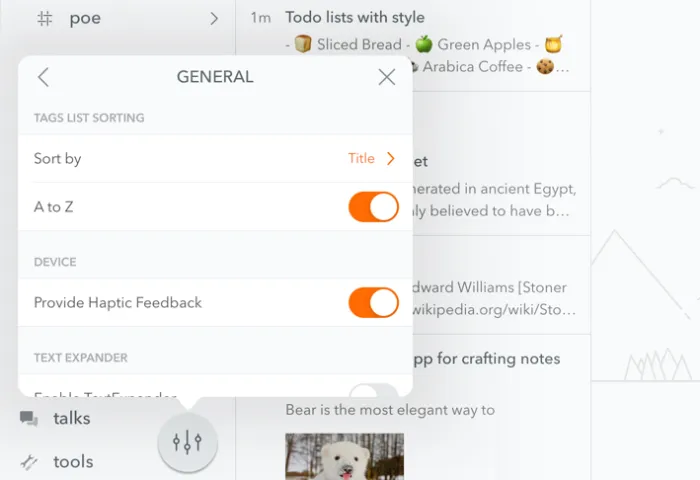 poe
1m Todo lists with style
- 🍞 Sliced Bread - 🍏 Green Apples - 🍯
Arabica Coffee - 🍪...
GENERAL
TAGS LIST SORTING
Sort by Title
et
A to Z
DEVICE
Provide Haptic Feedback
TEXT EXPANDER
Enable TextExpander
nerated in ancient Egypt,
ly believed to have b...
dward Williams [Stoner
wikipedia.org/wiki/Sto...
pp for crafting notes
Bear is the most elegant way to
talks
tools